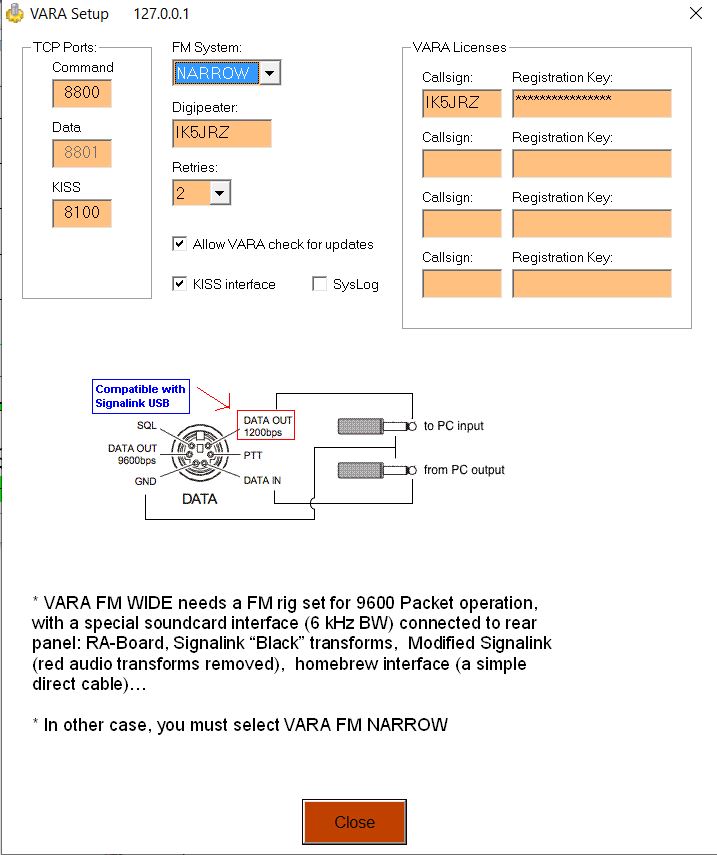 VARA Setup 127.0.0.1
TCP Ports:
Command
8800
Data
8801
KISS
8100
FM System:
NARROW
Digipeater:
IK5JRZ
Retries:
2
Allow VARA check for updates
KISS interface
SysLog
VARA Licenses
Callsign: Registration Key:
IK5JRZ ****************
Callsign: Registration Key:
Callsign: Registration Key:
Callsign: Registration Key:
Compatible with
Signalink USB
SQL
DATA OUT
9600bps
GND
DATA OUT
1200bps
PTT
DATA IN
DATA
to PC input
from PC output
* VARA FM WIDE needs a FM rig set for 9600 Packet operation,
with a special soundcard interface (6 kHz BW) connected to rear
panel: RA-Board, Signalink “Black” transforms, Modified Signalink
(red audio transforms removed), homebrew interface (a simple
direct cable)…
* In other case, you must select VARA FM NARROW
Close